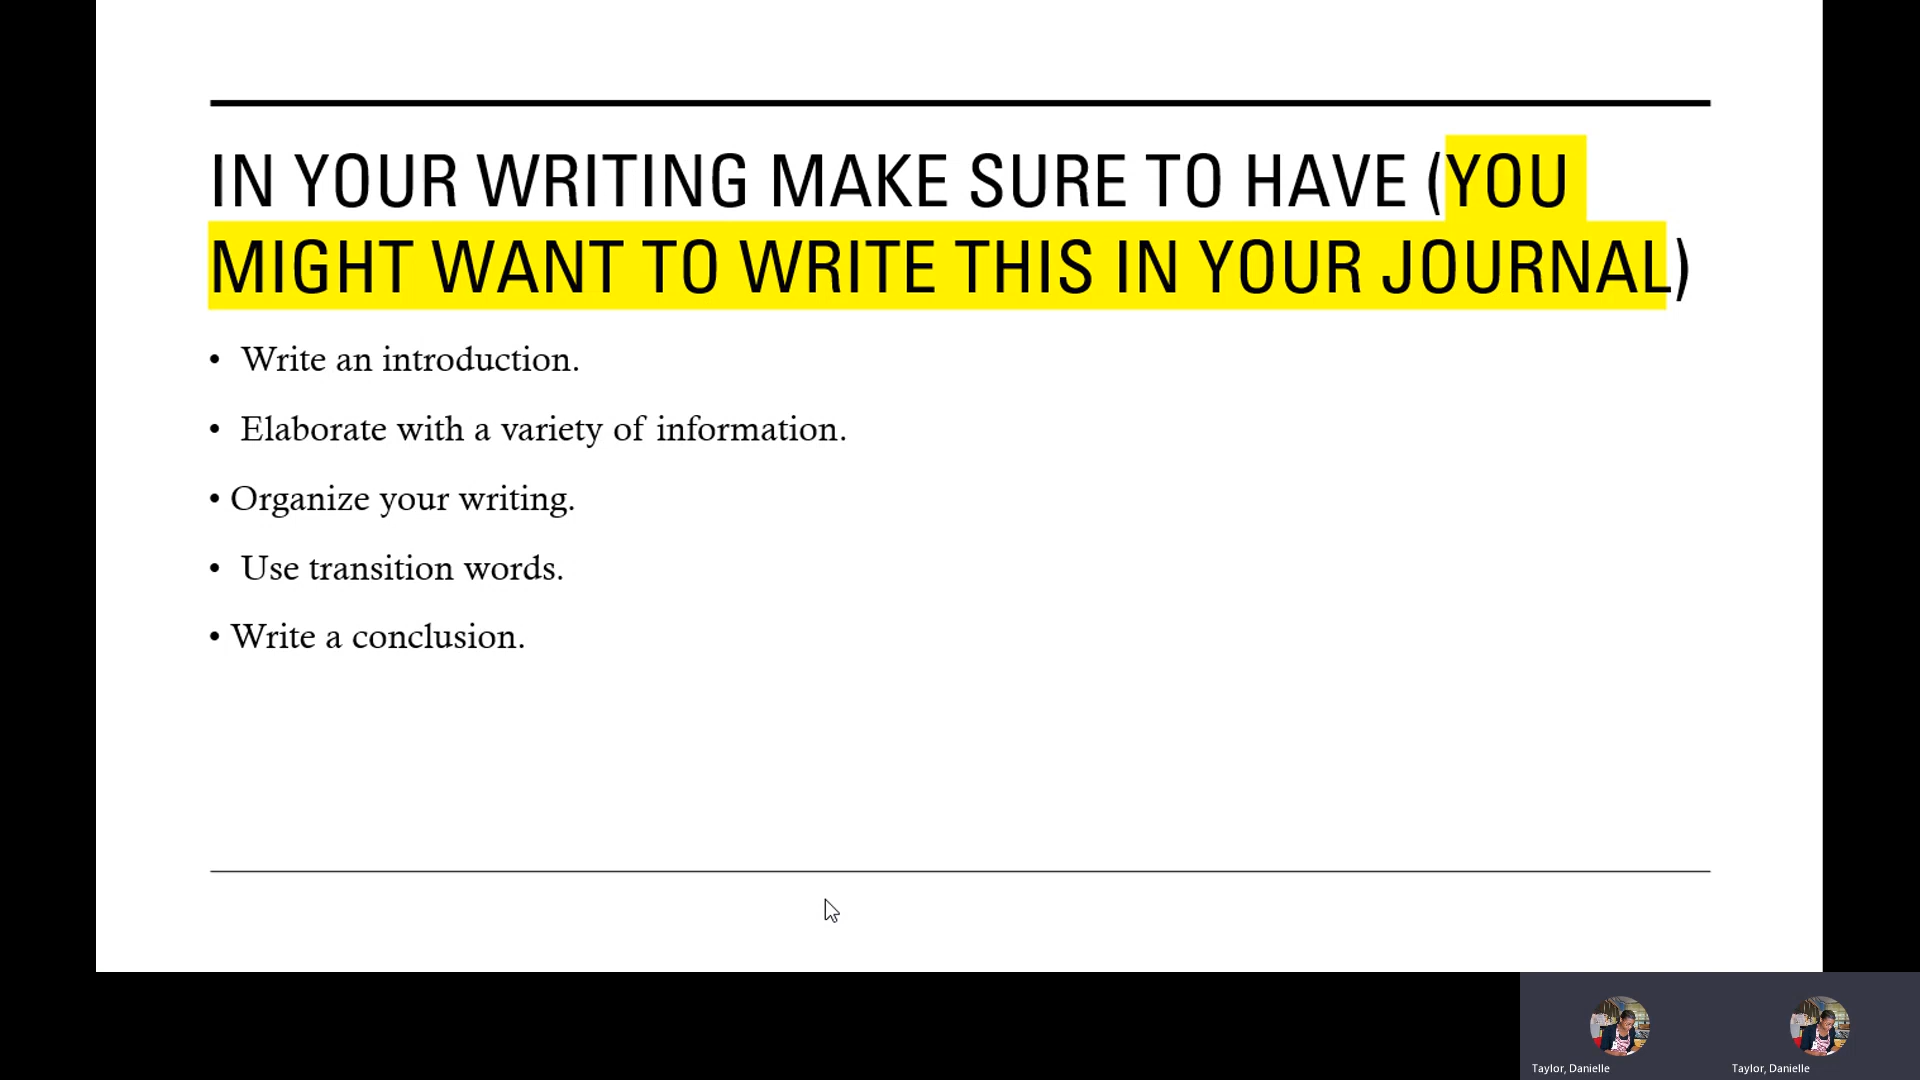 IN YOUR WRITING MAKE SURE TO HAVE (YOU
MIGHT WANT TO WRITE THIS IN YOUR JOURNAL)
• Write an introduction.
• Elaborate with a variety of information.
• Organize your writing.
• Use transition words.
• Write a conclusion.
Taylor, Danielle
Taylor, Danielle